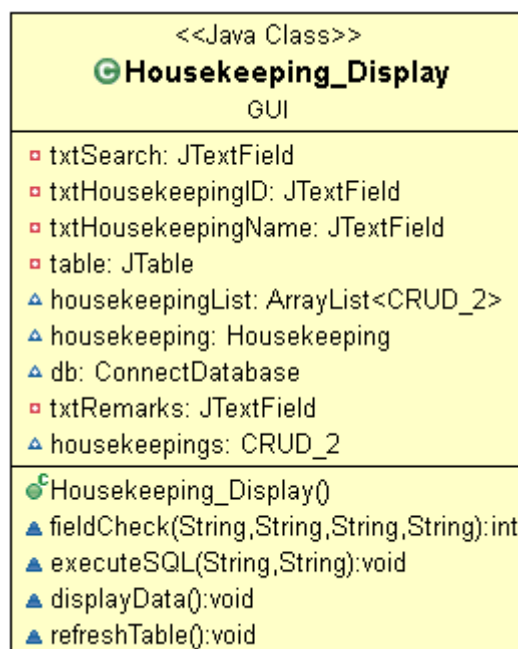 <<Java Class>>
Housekeeping_Display
GUI
txtSearch: JTextField
txtHousekeepingID: JTextField
txtHousekeepingName: JTextField
table: JTable
housekeepingList: ArrayList<CRUD_2>
housekeeping: Housekeeping
db: ConnectDatabase
txtRemarks: JTextField
housekeepings: CRUD_2
Housekeeping_Display()
fieldCheck(String,String,String,String):int
executeSQL(String,String):void
displayData():void
refreshTable():void